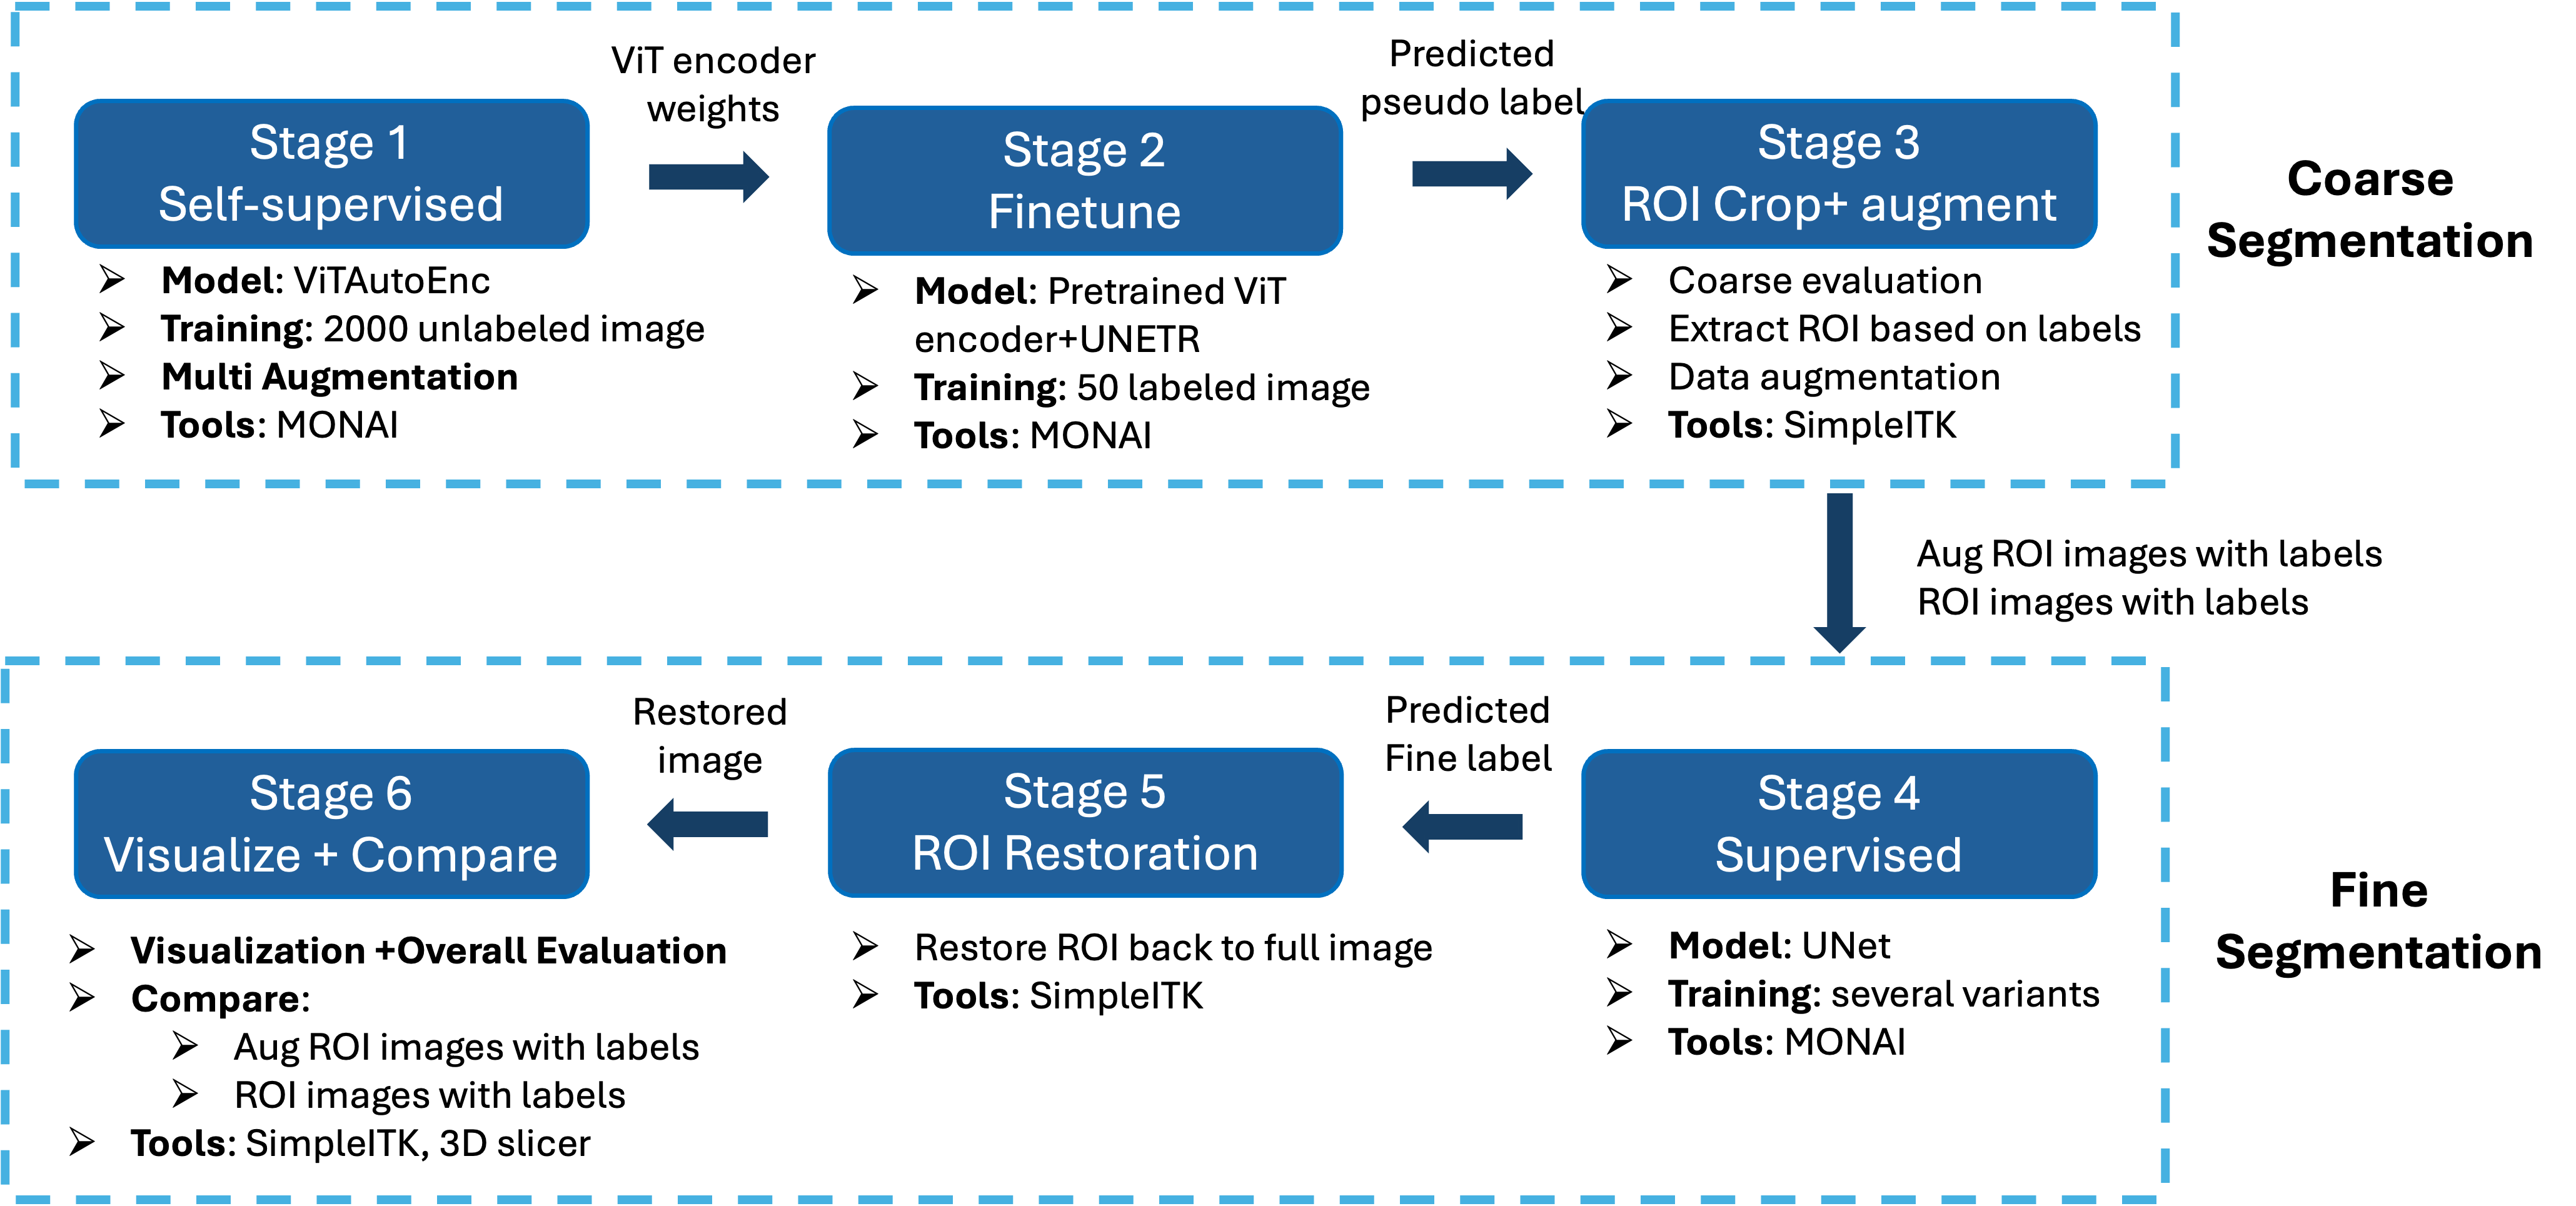 ViT encoder
weights
Predicted
pseudo label
Stage 1
Self-supervised
Stage 2
Finetune
Stage 3
ROI Crop+ augment
Coarse
Segmentation
➢ Model: ViTAutoEnc
➢ Training: 2000 unlabeled image
➢ Multi Augmentation
➢ Tools: MONAI
➢ Model: Pretrained ViT
encoder+UNETR
➢ Training: 50 labeled image
➢ Tools: MONAI
➢ Coarse evaluation
➢ Extract ROI based on labels
➢ Data augmentation
➢ Tools: SimpleITK
Aug ROI images with labels
ROI images with labels
Restored
image
Predicted
Fine label
Stage 6
Visualize + Compare
Stage 5
ROI Restoration
Stage 4
Supervised
Fine
Segmentation
➢ Visualization +Overall Evaluation
➢ Compare:
➢ Aug ROI images with labels
➢ ROI images with labels
➢ Tools: SimpleITK, 3D slicer
➢ Restore ROI back to full image
➢ Tools: SimpleITK
➢ Model: UNet
➢ Training: several variants
➢ Tools: MONAI